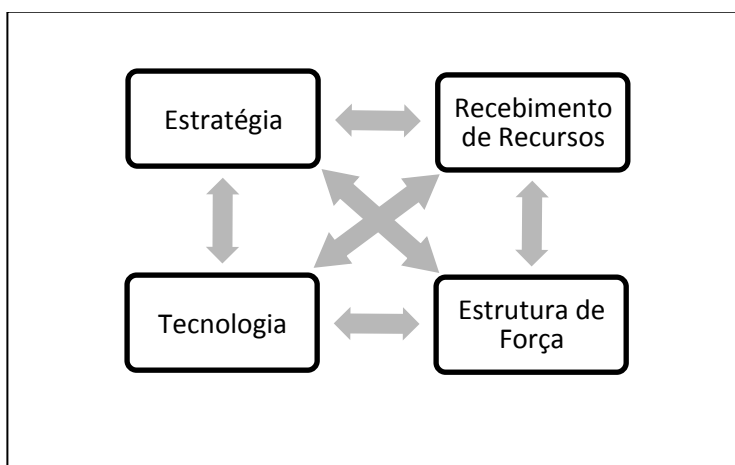 Estratégia
Recebimento
de Recursos
Tecnologia
Estrutura de
Força